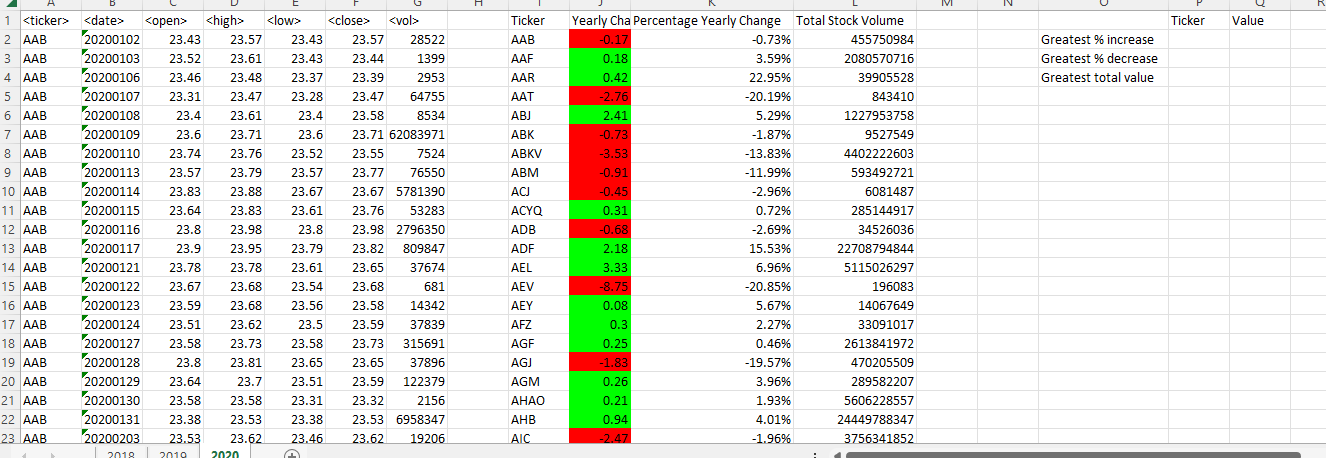 A B C D E F G H I J K L M N O P Q R
1 <ticker> <date> <open> <high> <low> <close> <vol> Ticker Yearly Cha Percentage Yearly Change Total Stock Volume Ticker Value
2 AAB 20200102 23.43 23.57 23.43 23.57 28522 AAB -0.17 -0.73% 455750984 Greatest % increase
3 AAB 20200103 23.52 23.61 23.43 23.44 1399 AAF 0.18 3.59% 2080570716 Greatest % decrease
4 AAB 20200106 23.46 23.48 23.37 23.39 2953 AAR 0.42 22.95% 39905528 Greatest total value
5 AAB 20200107 23.31 23.47 23.28 23.47 64755 AAT -2.76 -20.19% 843410
6 AAB 20200108 23.4 23.61 23.4 23.58 8534 ABJ 2.41 5.29% 1227953758
7 AAB 20200109 23.6 23.71 23.6 23.71 62083971 ABK -0.73 -1.87% 9527549
8 AAB 20200110 23.74 23.76 23.52 23.55 7524 ABKV -3.53 -13.83% 4402222603
9 AAB 20200113 23.57 23.79 23.57 23.77 76550 ABM -0.91 -11.99% 593492721
10 AAB 20200114 23.83 23.88 23.67 23.67 5781390 ACJ -0.45 -2.96% 6081487
11 AAB 20200115 23.64 23.83 23.61 23.76 53283 ACYQ 0.31 0.72% 285144917
12 AAB 20200116 23.8 23.98 23.8 23.98 2796350 ADB -0.68 -2.69% 34526036
13 AAB 20200117 23.9 23.95 23.79 23.82 809847 ADF 2.18 15.53% 22708794844
14 AAB 20200121 23.78 23.78 23.61 23.65 37674 AEL 3.33 6.96% 5115026297
15 AAB 20200122 23.67 23.68 23.54 23.68 681 AEV -8.75 -20.85% 196083
16 AAB 20200123 23.59 23.68 23.56 23.58 14342 AEY 0.08 5.67% 14067649
17 AAB 20200124 23.51 23.62 23.5 23.59 37839 AFZ 0.3 2.27% 33091017
18 AAB 20200127 23.58 23.73 23.58 23.73 315691 AGF 0.25 0.46% 2613841972
19 AAB 20200128 23.8 23.81 23.65 23.65 37896 AGJ -1.83 -19.57% 470205509
20 AAB 20200129 23.64 23.7 23.51 23.59 122379 AGM 0.26 3.96% 289582207
21 AAB 20200130 23.58 23.58 23.31 23.32 2156 AHAO 0.21 1.93% 5606228557
22 AAB 20200131 23.38 23.53 23.38 23.53 6958347 AHB 0.94 4.01% 24449788347
23 AAB 20200203 23.53 23.62 23.46 23.62 19206 AIC -2.47 -1.96% 3756341852
2018 2019 2020